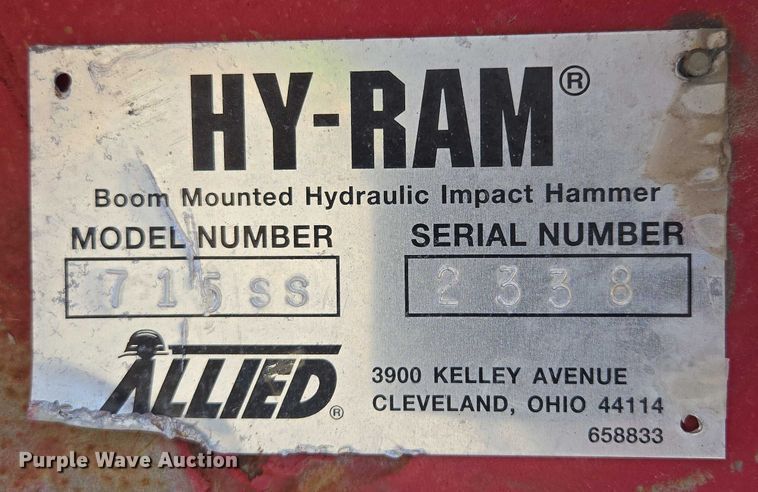 HY-RAM®
Boom Mounted Hydraulic Impact Hammer
MODEL NUMBER SERIAL NUMBER
715SS 2338
ALLIED®
3900 KELLEY AVENUE
CLEVELAND, OHIO 44114
658833
Purple Wave Auction